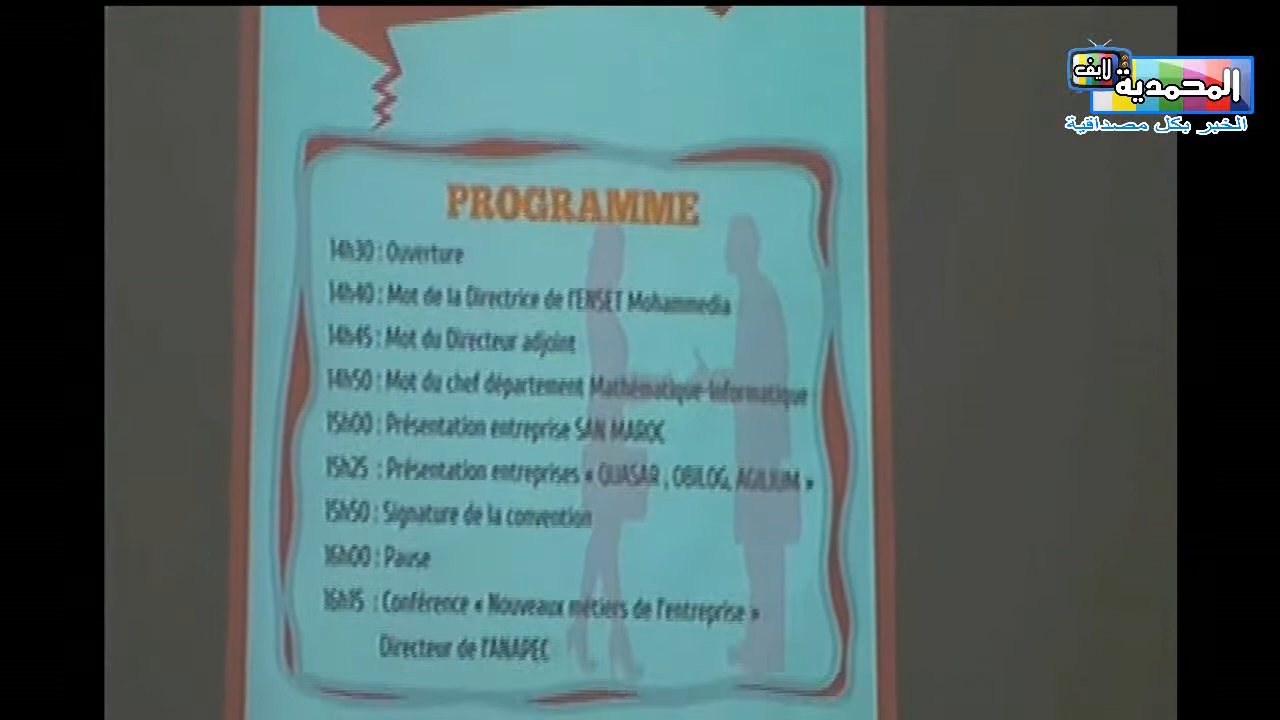 لايف
المحمدية
الخبر بكل مصداقية
PROGRAMME
14h30 : Ouverture
14h40 : Mot de la Directrice de l'ENSET Mohammedia
14h45 : Mot du Directeur adjoint
14h50 : Mot du chef département Mathématique-Informatique
15h00 : Présentation entreprise SAN MAROC
15h25 : Présentation entreprises « QUASAR , OBILOG, AGILIUM »
15h50 : Signature de la convention
16h00 : Pause
16h15 : Conférence « Nouveaux métiers de l'entreprise »
Directeur de l'ANAPEC